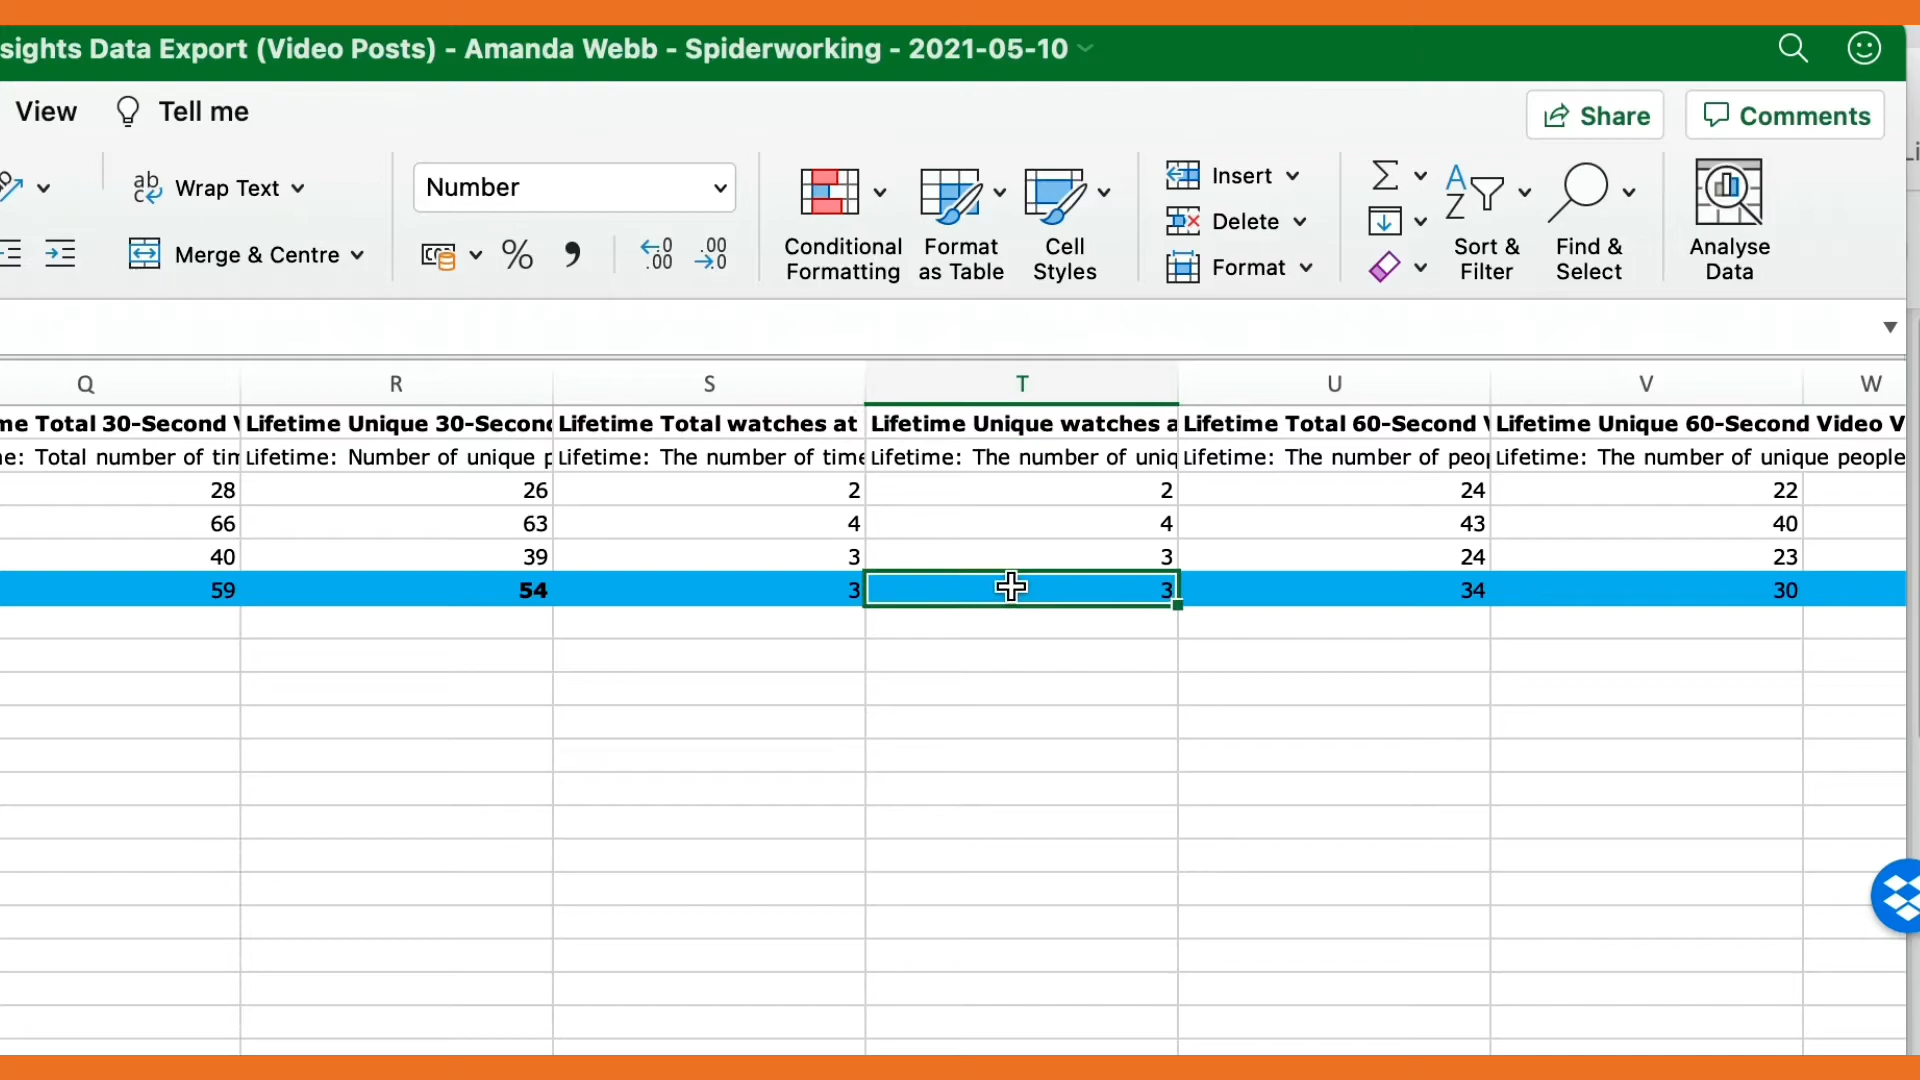 sights Data Export (Video Posts) - Amanda Webb - Spiderworking - 2021-05-10
View Tell me Share Comments
Wrap Text Number Insert
Delete
Merge & Centre % Conditional Formatting Format as Table Cell Styles Format Sort & Filter Find & Select Analyse Data
Q R S T U V W
me Total 30-Second V Lifetime Unique 30-Second Lifetime Total watches at Lifetime Unique watches a Lifetime Total 60-Second V Lifetime Unique 60-Second Video V
e: Total number of tim Lifetime: Number of unique p Lifetime: The number of time Lifetime: The number of uniq Lifetime: The number of peop Lifetime: The number of unique people
28 26 2 2 24 22
66 63 4 4 43 40
40 39 3 3 24 23
59 54 3 3 34 30